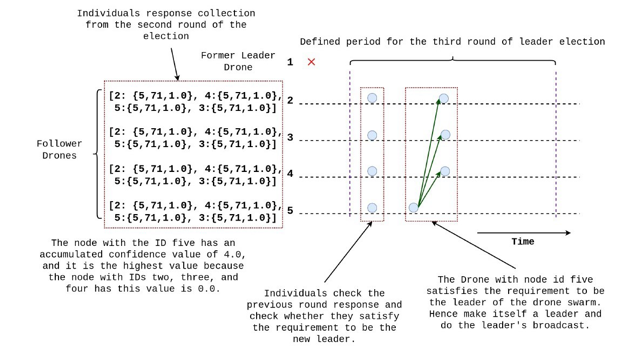 Individuals response collection
from the second round of the
election
Defined period for the third round of leader election
Former Leader
Drone
1
[2: {5,71,1.0}, 4:{5,71,1.0},
5:{5,71,1.0}, 3:{5,71,1.0}]
2
[2: {5,71,1.0}, 4:{5,71,1.0},
5:{5,71,1.0}, 3:{5,71,1.0}]
3
Follower
Drones
[2: {5,71,1.0}, 4:{5,71,1.0},
5:{5,71,1.0}, 3:{5,71,1.0}]
4
[2: {5,71,1.0}, 4:{5,71,1.0},
5:{5,71,1.0}, 3:{5,71,1.0}]
5
Time
The node with the ID five has an
accumulated confidence value of 4.0,
and it is the highest value because
the node with IDs two, three, and
four has this value is 0.0.
Individuals check the
previous round response and
check whether they satisfy
the requirement to be the
new leader.
The Drone with node id five
satisfies the requirement to be
the leader of the drone swarm.
Hence make itself a leader and
do the leader's broadcast.